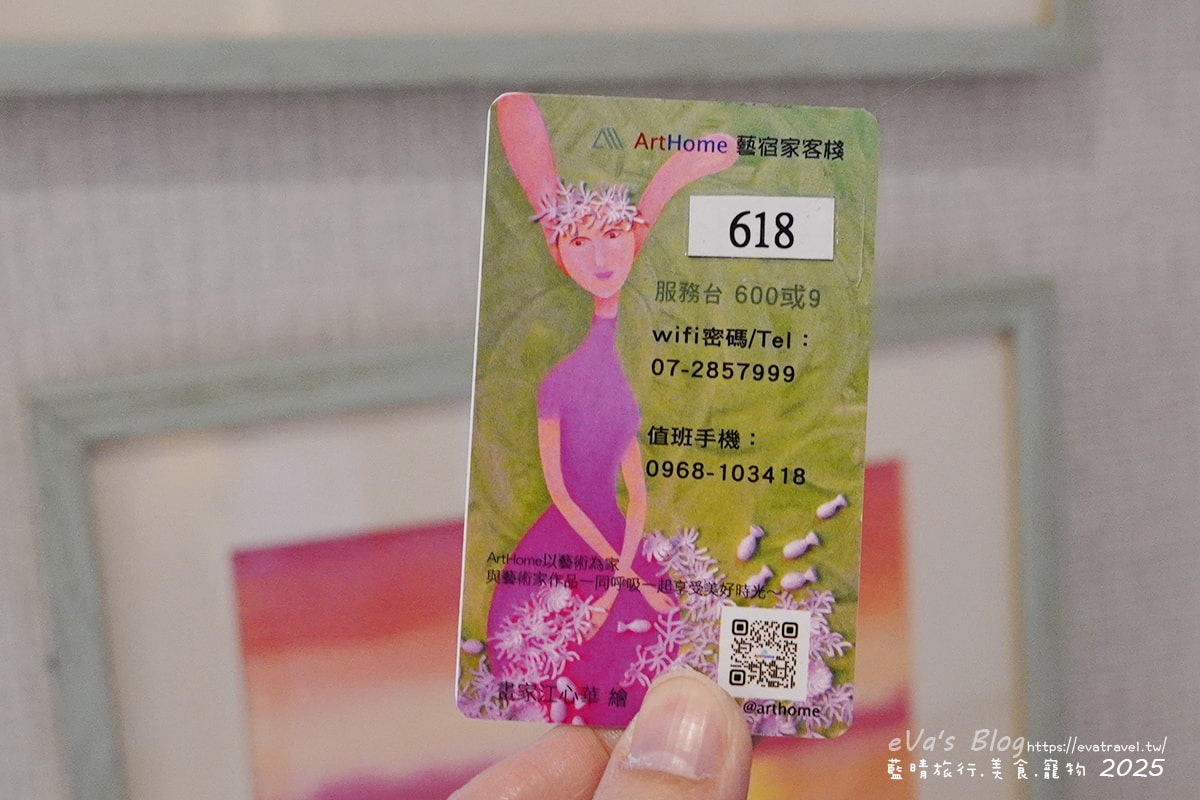 ArtHome 藝宿家客棧
618
服務台 600或9
wifi密碼/Tel：
07-2857999
值班手機：
0968-103418
ArtHome以藝術為家
與藝術家作品一同呼吸一起享受美好時光～
畫家江心華 繪
@arthome
eVa's Blog https://evatravel.tw/
藍晴旅行.美食.寵物 2025